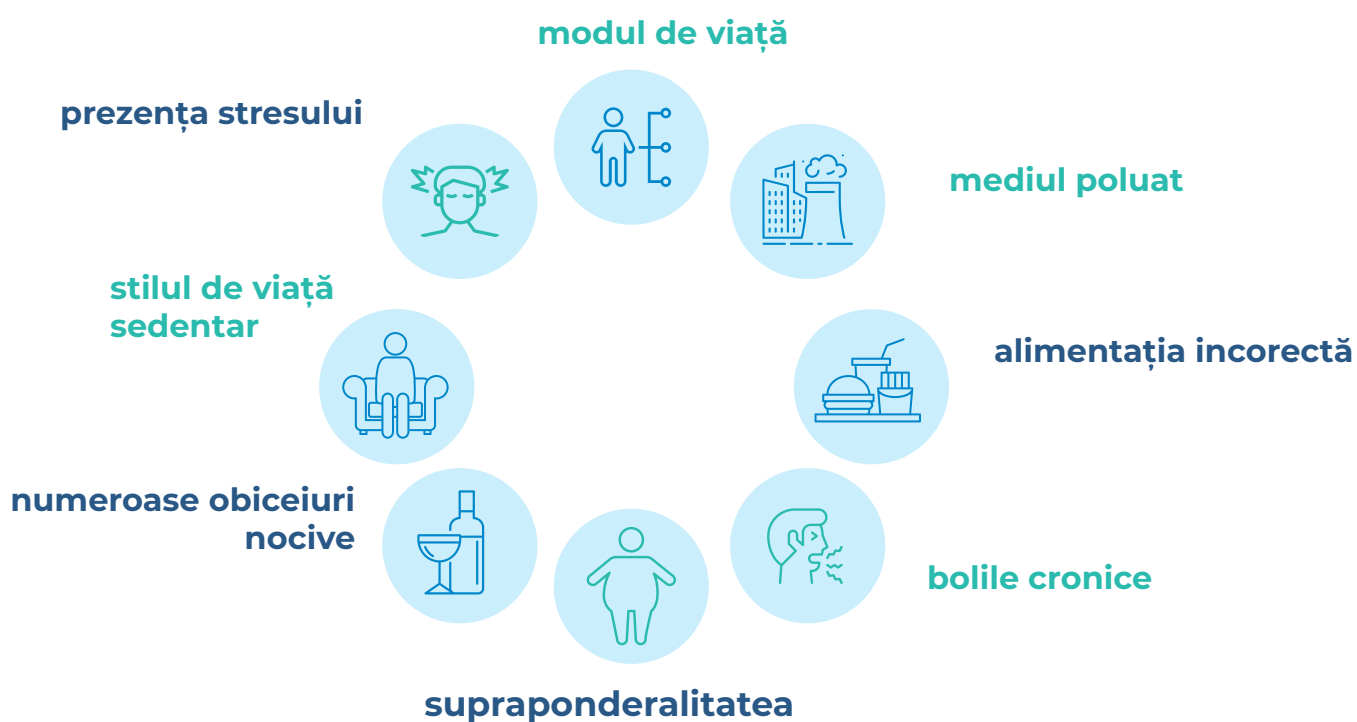 modul de viață
prezența stresului
mediul poluat
stilul de viață
sedentar
alimentația incorectă
numeroase obiceiuri
nocive
bolile cronice
supraponderalitatea